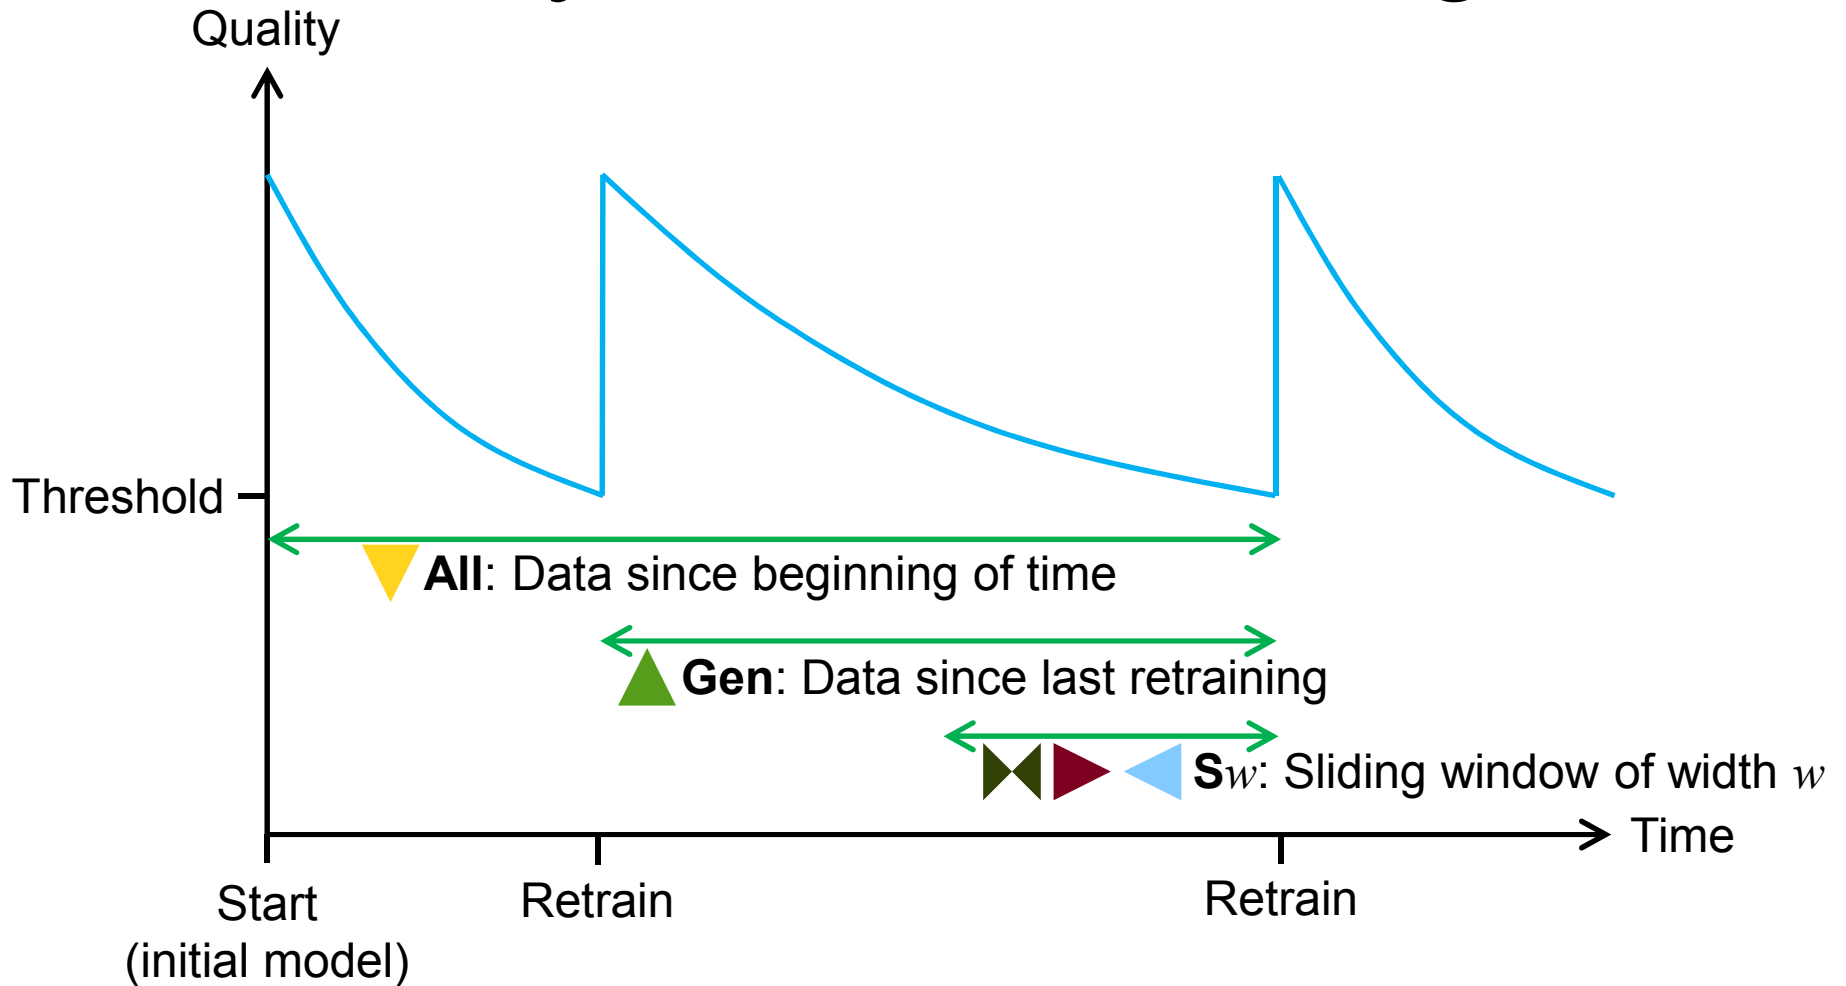 Quality
Threshold
All: Data since beginning of time
Gen: Data since last retraining
Sw: Sliding window of width w
Time
Start
(initial model)
Retrain
Retrain